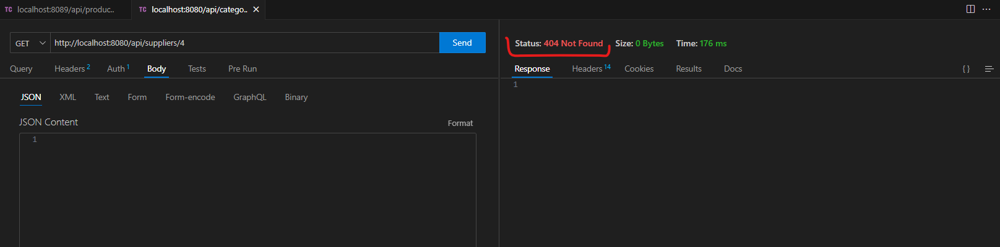 TC localhost:8089/api/produc.. TC localhost:8080/api/catego..
GET http://localhost:8080/api/suppliers/4 Send
Query Headers 2 Auth 1 Body Tests Pre Run
JSON XML Text Form Form-encode GraphQL Binary
JSON Content Format
1
Status: 404 Not Found Size: 0 Bytes Time: 176 ms
Response Headers 14 Cookies Results Docs { }
1